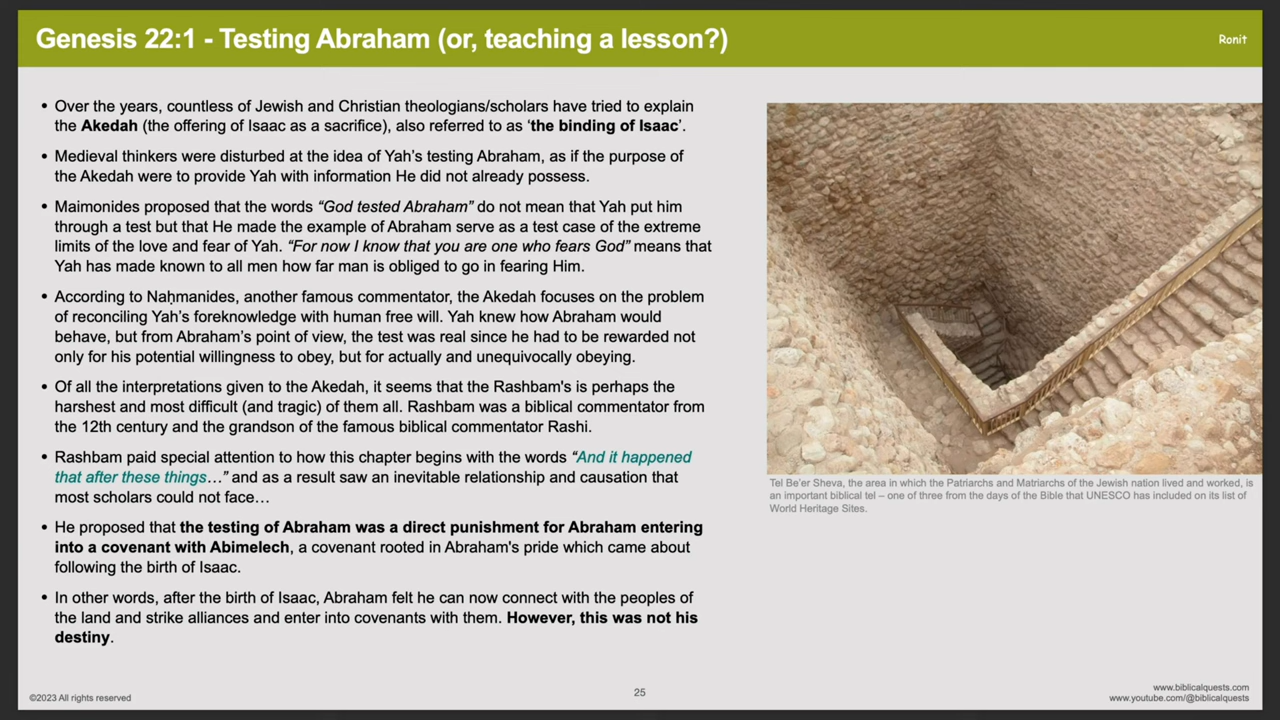 Genesis 22:1 - Testing Abraham (or, teaching a lesson?)
Ronit
• Over the years, countless of Jewish and Christian theologians/scholars have tried to explain
the Akedah (the offering of Isaac as a sacrifice), also referred to as ‘the binding of Isaac’.
• Medieval thinkers were disturbed at the idea of Yah’s testing Abraham, as if the purpose of
the Akedah were to provide Yah with information He did not already possess.
• Maimonides proposed that the words “God tested Abraham” do not mean that Yah put him
through a test but that He made the example of Abraham serve as a test case of the extreme
limits of the love and fear of Yah. “For now I know that you are one who fears God” means that
Yah has made known to all men how far man is obliged to go in fearing Him.
• According to Naḥmanides, another famous commentator, the Akedah focuses on the problem
of reconciling Yah’s foreknowledge with human free will. Yah knew how Abraham would
behave, but from Abraham’s point of view, the test was real since he had to be rewarded not
only for his potential willingness to obey, but for actually and unequivocally obeying.
• Of all the interpretations given to the Akedah, it seems that the Rashbam's is perhaps the
harshest and most difficult (and tragic) of them all. Rashbam was a biblical commentator from
the 12th century and the grandson of the famous biblical commentator Rashi.
• Rashbam paid special attention to how this chapter begins with the words “And it happened
that after these things…” and as a result saw an inevitable relationship and causation that
most scholars could not face…
• He proposed that the testing of Abraham was a direct punishment for Abraham entering
into a covenant with Abimelech, a covenant rooted in Abraham's pride which came about
following the birth of Isaac.
• In other words, after the birth of Isaac, Abraham felt he can now connect with the peoples of
the land and strike alliances and enter into covenants with them. However, this was not his
destiny.
Tel Be’er Sheva, the area in which the Patriarchs and Matriarchs of the Jewish nation lived and worked, is
an important biblical tel – one of three from the days of the Bible that UNESCO has included on its list of
World Heritage Sites.
©2023 All rights reserved
25
www.biblicalquests.com
www.youtube.com/@biblicalquests